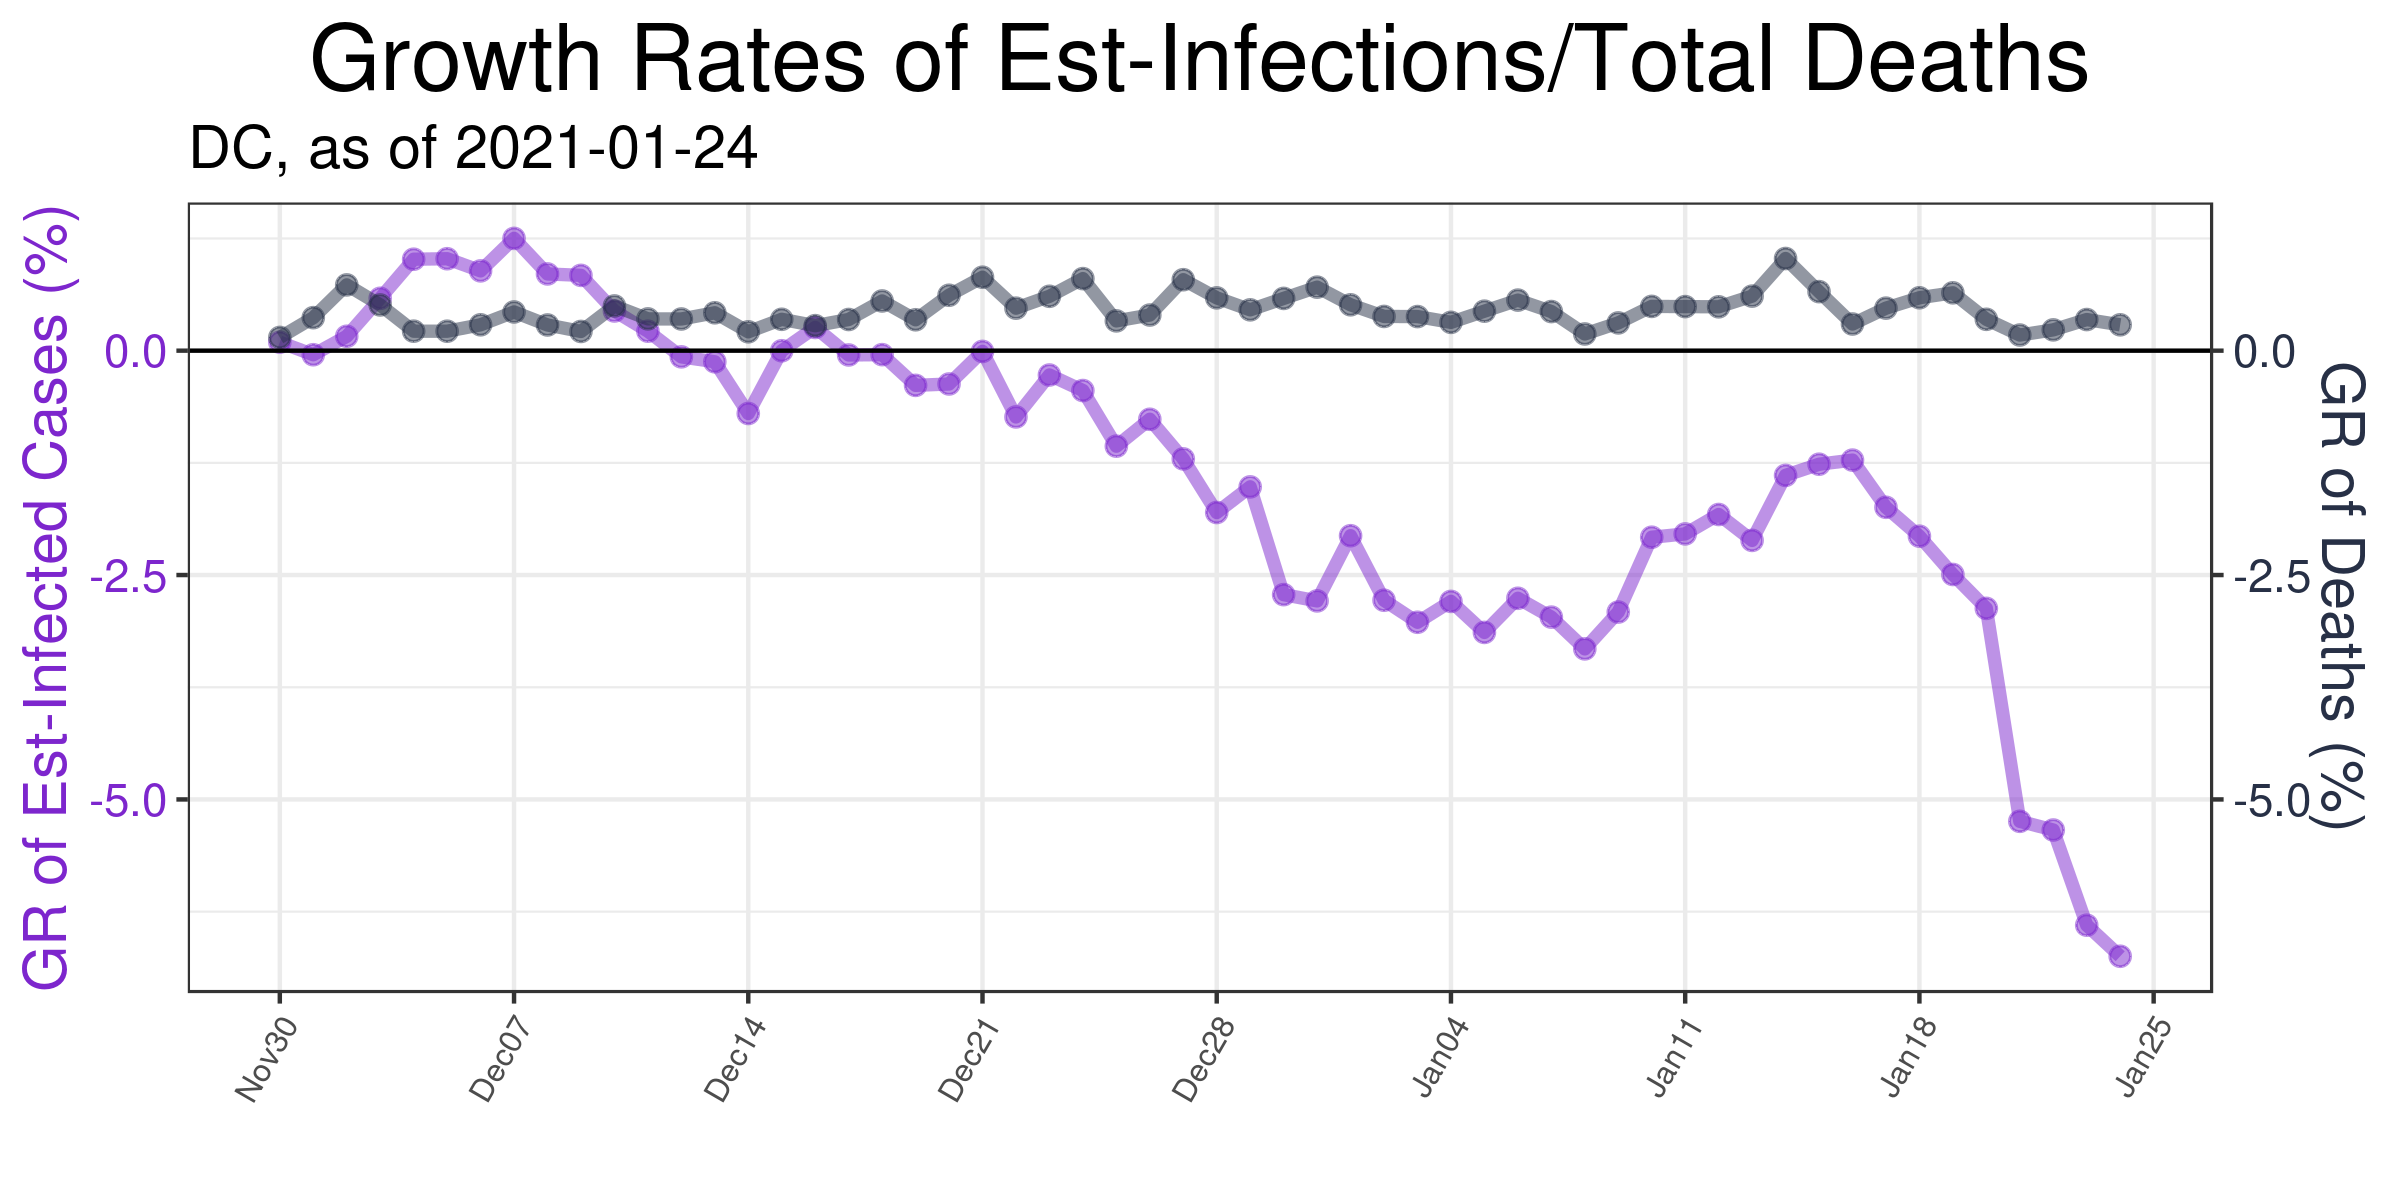 Growth Rates of Est-Infections/Total Deaths
DC, as of 2021-01-24
GR of Est-Infected Cases (%)
0.0
-2.5
-5.0
0.0
-2.5
-5.0
GR of Deaths (%)
Nov30
Dec07
Dec14
Dec21
Dec28
Jan04
Jan11
Jan18
Jan25